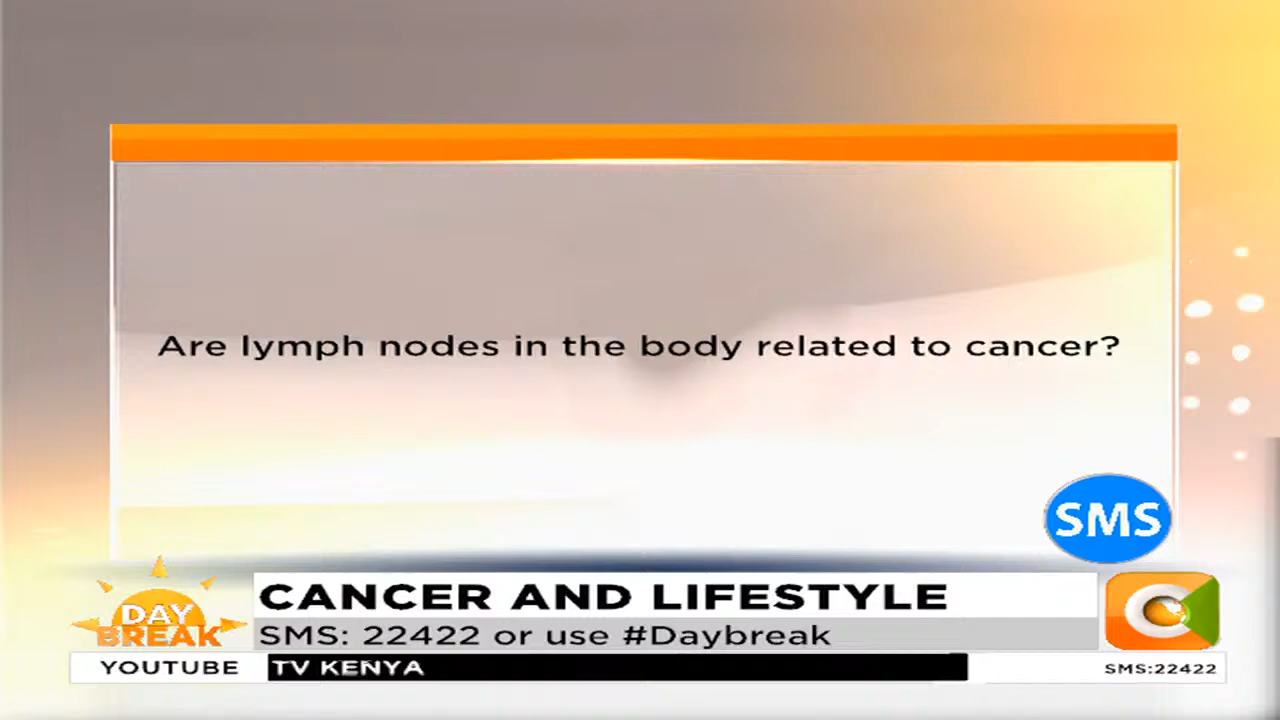 Are lymph nodes in the body related to cancer?
SMS
DAY
BREAK
CANCER AND LIFESTYLE
SMS: 22422 or use #Daybreak
YOUTUBE
TV KENYA
SMS:22422